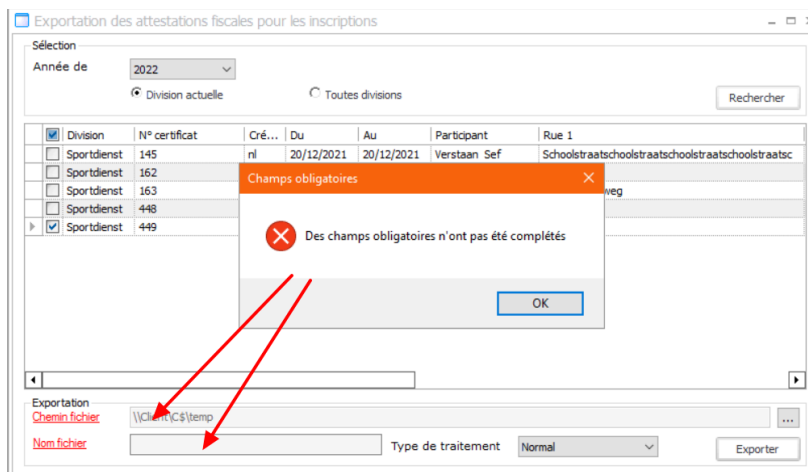 Exportation des attestations fiscales pour les inscriptions
Sélection
Année de 2022
Division actuelle Toutes divisions Rechercher
Division N° certificat Cré... Du Au Participant Rue 1
Sportdienst 145 nl 20/12/2021 20/12/2021 Verstaan Sef Schoolstraatschoolstraatschoolstraatschoolstraatsc
Sportdienst 162
Sportdienst 163 weg
Sportdienst 448
Sportdienst 449
Champs obligatoires
Des champs obligatoires n'ont pas été complétés
OK
Exportation
Chemin fichier \\Client\C$\temp ...
Nom fichier Type de traitement Normal Exporter